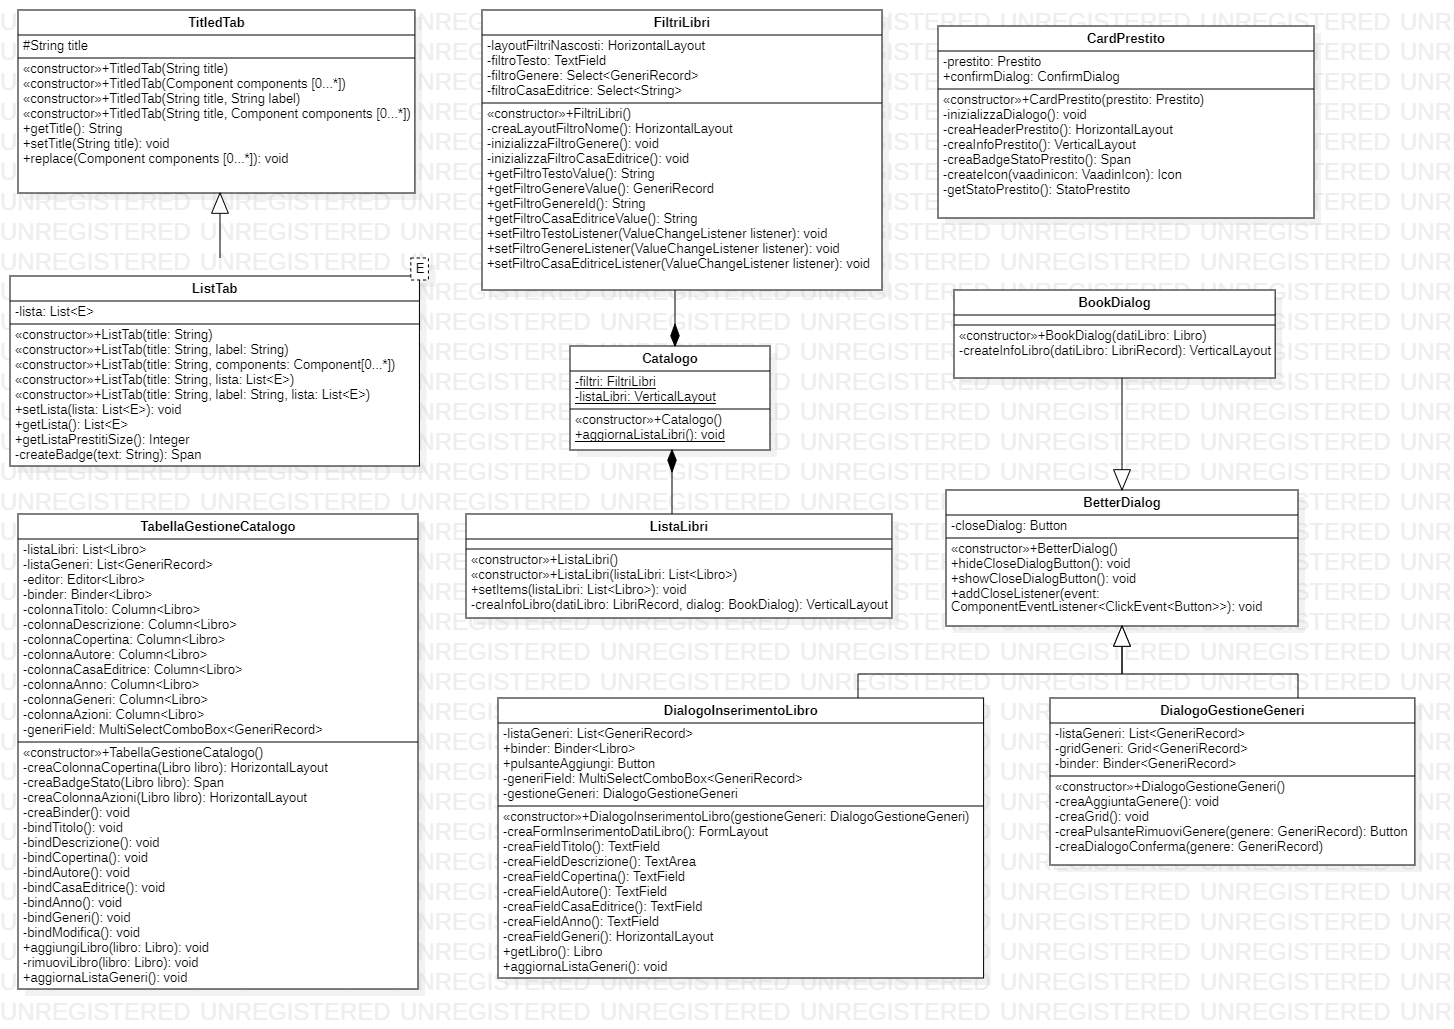 TitledTab
#String title
«constructor»+TitledTab(String title)
«constructor»+TitledTab(Component components [0...*])
«constructor»+TitledTab(String title, String label)
«constructor»+TitledTab(String title, Component components [0...*])
+getTitle(): String
+setTitle(String title): void
+replace(Component components [0...*]): void
E
ListTab
-lista: List<E>
«constructor»+ListTab(title: String)
«constructor»+ListTab(title: String, label: String)
«constructor»+ListTab(title: String, components: Component[0...*])
«constructor»+ListTab(title: String, lista: List<E>)
«constructor»+ListTab(title: String, label: String, lista: List<E>)
+setLista(lista: List<E>): void
+getLista(): List<E>
+getListaPrestitiSize(): Integer
-createBadge(text: String): Span
TabellaGestioneCatalogo
-listaLibri: List<Libro>
-listaGeneri: List<GeneriRecord>
-editor: Editor<Libro>
-binder: Binder<Libro>
-colonnaTitolo: Column<Libro>
-colonnaDescrizione: Column<Libro>
-colonnaCopertina: Column<Libro>
-colonnaAutore: Column<Libro>
-colonnaCasaEditrice: Column<Libro>
-colonnaAnno: Column<Libro>
-colonnaGeneri: Column<Libro>
-colonnaAzioni: Column<Libro>
-generiField: MultiSelectComboBox<GeneriRecord>
«constructor»+TabellaGestioneCatalogo()
-creaColonnaCopertina(Libro libro): HorizontalLayout
-creaBadgeStato(Libro libro): Span
-creaColonnaAzioni(Libro libro): HorizontalLayout
-creaBinder(): void
-bindTitolo(): void
-bindDescrizione(): void
-bindCopertina(): void
-bindAutore(): void
-bindCasaEditrice(): void
-bindAnno(): void
-bindGeneri(): void
-bindModifica(): void
+aggiungiLibro(libro: Libro): void
-rimuoviLibro(libro: Libro): void
+aggiornaListaGeneri(): void
FiltriLibri
-layoutFiltriNascosti: HorizontalLayout
-filtroTesto: TextField
-filtroGenere: Select<GeneriRecord>
-filtroCasaEditrice: Select<String>
«constructor»+FiltriLibri()
-creaLayoutFiltroNome(): HorizontalLayout
-inizializzaFiltroGenere(): void
-inizializzaFiltroCasaEditrice(): void
+getFiltroTestoValue(): String
+getFiltroGenereValue(): GeneriRecord
+getFiltroGenereId(): String
+getFiltroCasaEditriceValue(): String
+setFiltroTestoListener(ValueChangeListener listener): void
+setFiltroGenereListener(ValueChangeListener listener): void
+setFiltroCasaEditriceListener(ValueChangeListener listener): void
Catalogo
-filtri: FiltriLibri
-listaLibri: VerticalLayout
«constructor»+Catalogo()
+aggiornaListaLibri(): void
ListaLibri
«constructor»+ListaLibri()
«constructor»+ListaLibri(listaLibri: List<Libro>)
+setItems(listaLibri: List<Libro>): void
-creaInfoLibro(datiLibro: LibriRecord, dialog: BookDialog): VerticalLayout
CardPrestito
-prestito: Prestito
+confirmDialog: ConfirmDialog
«constructor»+CardPrestito(prestito: Prestito)
-inizializzaDialogo(): void
-creaHeaderPrestito(): HorizontalLayout
-creaInfoPrestito(): VerticalLayout
-creaBadgeStatoPrestito(): Span
-createIcon(vaadinicon: VaadinIcon): Icon
-getStatoPrestito(): StatoPrestito
BookDialog
«constructor»+BookDialog(datiLibro: Libro)
-createInfoLibro(datiLibro: LibriRecord): VerticalLayout
BetterDialog
-closeDialog: Button
«constructor»+BetterDialog()
+hideCloseDialogButton(): void
+showCloseDialogButton(): void
+addCloseListener(event:
ComponentEventListener<ClickEvent<Button>>): void
DialogoInserimentoLibro
-listaGeneri: List<GeneriRecord>
+binder: Binder<Libro>
+pulsanteAggiungi: Button
-generiField: MultiSelectComboBox<GeneriRecord>
-gestioneGeneri: DialogoGestioneGeneri
«constructor»+DialogoInserimentoLibro(gestioneGeneri: DialogoGestioneGeneri)
-creaFormInserimentoDatiLibro(): FormLayout
-creaFieldTitolo(): TextField
-creaFieldDescrizione(): TextArea
-creaFieldCopertina(): TextField
-creaFieldAutore(): TextField
-creaFieldCasaEditrice(): TextField
-creaFieldAnno(): TextField
-creaFieldGeneri(): HorizontalLayout
+getLibro(): Libro
+aggiornaListaGeneri(): void
DialogoGestioneGeneri
-listaGeneri: List<GeneriRecord>
-gridGeneri: Grid<GeneriRecord>
-binder: Binder<GeneriRecord>
«constructor»+DialogoGestioneGeneri()
-creaAggiuntaGenere(): void
-creaGrid(): void
-creaPulsanteRimuoviGenere(genere: GeneriRecord): Button
-creaDialogoConferma(genere: GeneriRecord)
UNREGISTERED